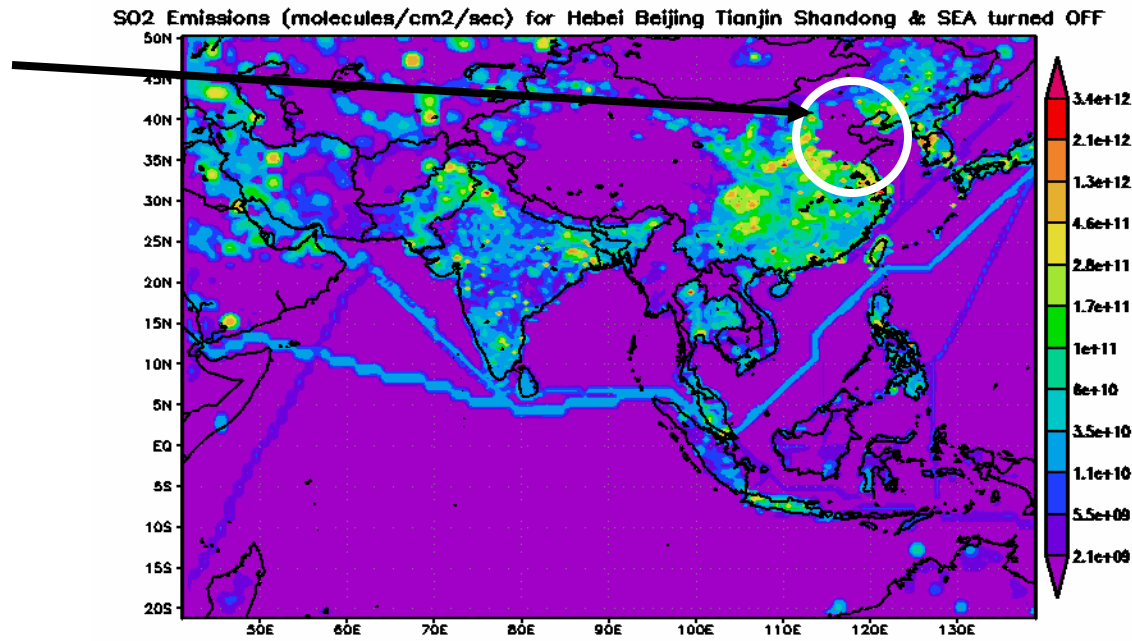 SO2 Emissions (molecules/cm2/sec) for Hebei Beijing Tianjin Shandong & SEA turned OFF
50N
45N
40N
35N
30N
25N
20N
15N
10N
5N
EQ
5S
10S
15S
20S
50E 60E 70E 80E 90E 100E 110E 120E 130E
3.4e+12
2.1e+12
1.3e+12
4.6e+11
2.8e+11
1.7e+11
1e+11
6e+10
3.5e+10
1.1e+10
5.5e+09
2.1e+09